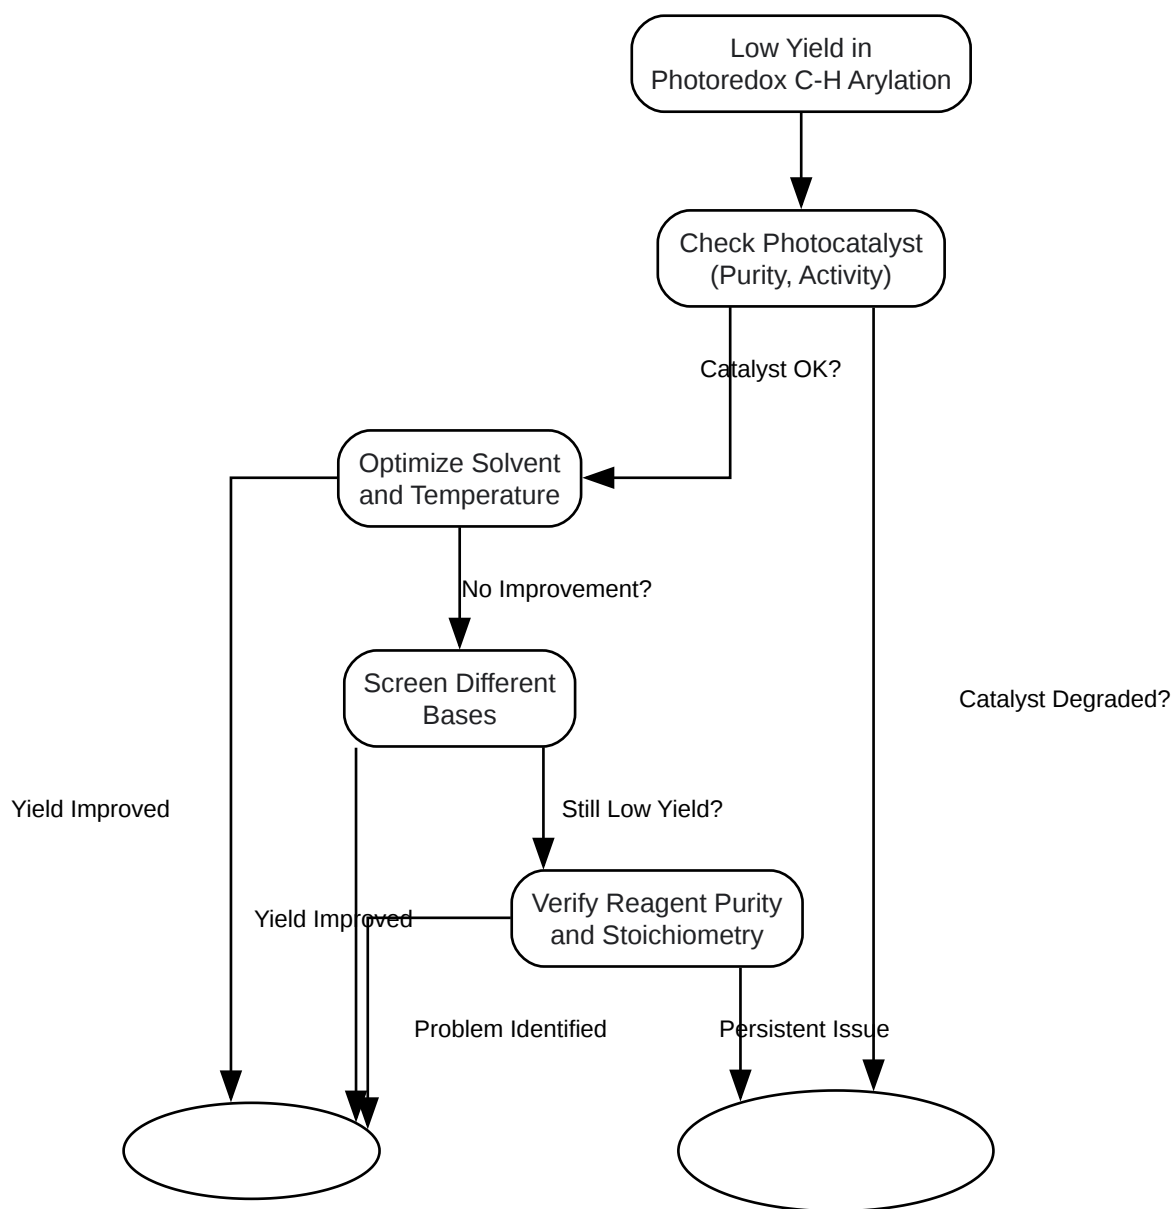 Low Yield in
Photoredox C-H Arylation
Check Photocatalyst
(Purity, Activity)
Catalyst OK?
Optimize Solvent
and Temperature
No Improvement?
Screen Different
Bases
Catalyst Degraded?
Yield Improved
Still Low Yield?
Verify Reagent Purity
and Stoichiometry
Yield Improved
Problem Identified
Persistent Issue